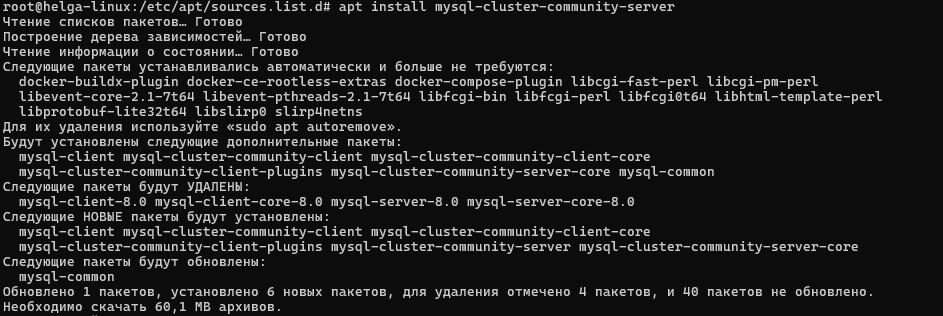 root@helga-linux:/etc/apt/sources.list.d# apt install mysql-cluster-community-server
Чтение списков пакетов… Готово
Построение дерева зависимостей… Готово
Чтение информации о состоянии… Готово
Следующие пакеты устанавливались автоматически и больше не требуются:
  docker-buildx-plugin docker-ce-rootless-extras docker-compose-plugin libcgi-fast-perl libcgi-pm-perl
  libevent-core-2.1-7t64 libevent-pthreads-2.1-7t64 libfcgi-bin libfcgi-perl libfcgi0t64 libhtml-template-perl
  libprotobuf-lite32t64 libslirp0 slirp4netns
Для их удаления используйте «sudo apt autoremove».
Будут установлены следующие дополнительные пакеты:
  mysql-client mysql-cluster-community-client mysql-cluster-community-client-core
  mysql-cluster-community-client-plugins mysql-cluster-community-server-core mysql-common
Следующие пакеты будут УДАЛЕНЫ:
  mysql-client-8.0 mysql-client-core-8.0 mysql-server-8.0 mysql-server-core-8.0
Следующие НОВЫЕ пакеты будут установлены:
  mysql-client mysql-cluster-community-client mysql-cluster-community-client-core
  mysql-cluster-community-client-plugins mysql-cluster-community-server mysql-cluster-community-server-core
Следующие пакеты будут обновлены:
  mysql-common
Обновлено 1 пакетов, установлено 6 новых пакетов, для удаления отмечено 4 пакетов, и 40 пакетов не обновлено.
Необходимо скачать 60,1 MB архивов.